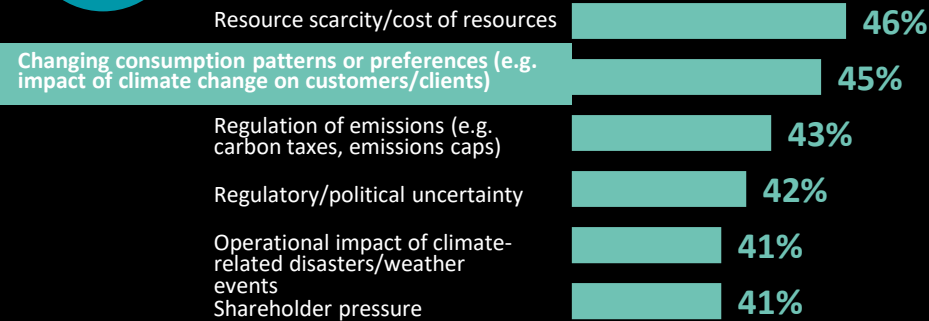 Resource scarcity/cost of resources
46%
Changing consumption patterns or preferences (e.g.
impact of climate change on customers/clients)
45%
Regulation of emissions (e.g.
carbon taxes, emissions caps)
43%
Regulatory/political uncertainty
42%
Operational impact of climate-
related disasters/weather
events
41%
Shareholder pressure
41%